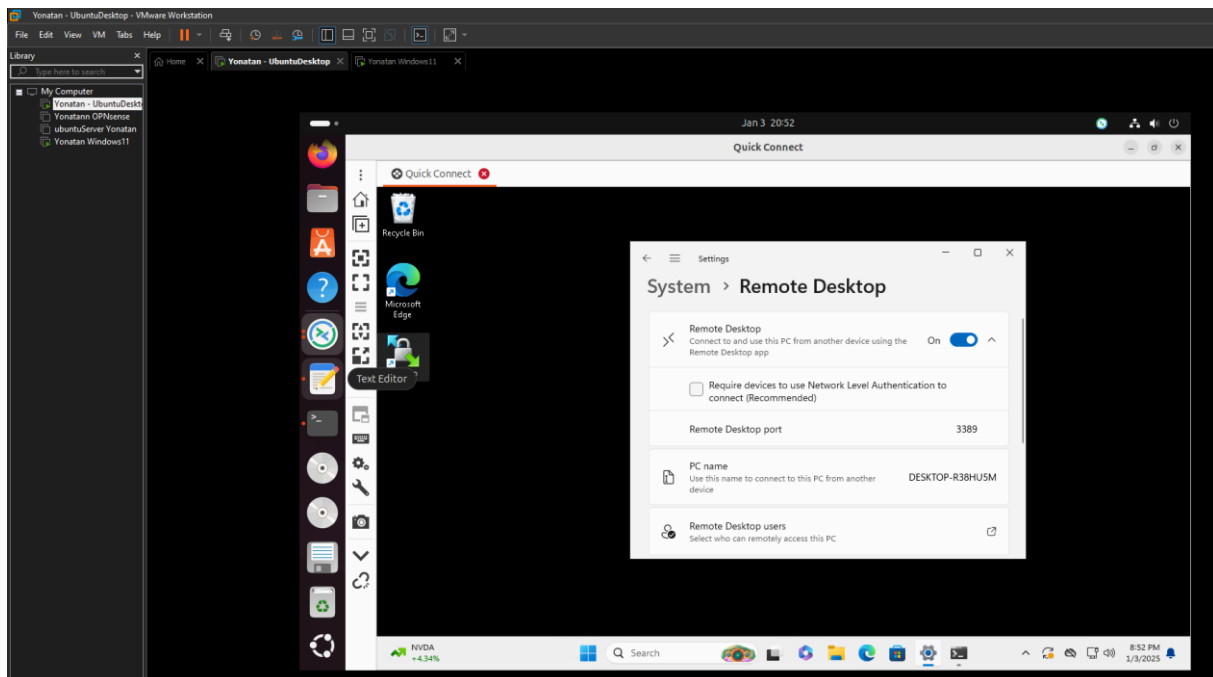 Yonatan - UbuntuDesktop - VMware Workstation
File Edit View VM Tabs Help
Library
Type here to search
My Computer
Yonatan - UbuntuDeskt
Yonatann OPNsense
ubuntuServer Yonatan
Yonatan Windows11
Home
Yonatan - UbuntuDesktop
Yonatan Windows11
Jan 3 20:52
Quick Connect
Quick Connect
Recycle Bin
Microsoft
Edge
Text Editor
Settings
System > Remote Desktop
Remote Desktop
Connect to and use this PC from another device using the
Remote Desktop app
On
Require devices to use Network Level Authentication to
connect (Recommended)
Remote Desktop port
3389
PC name
Use this name to connect to this PC from another
device
DESKTOP-R38HU5M
Remote Desktop users
Select who can remotely access this PC
NVDA
+4.34%
Search
8:52 PM
1/3/2025